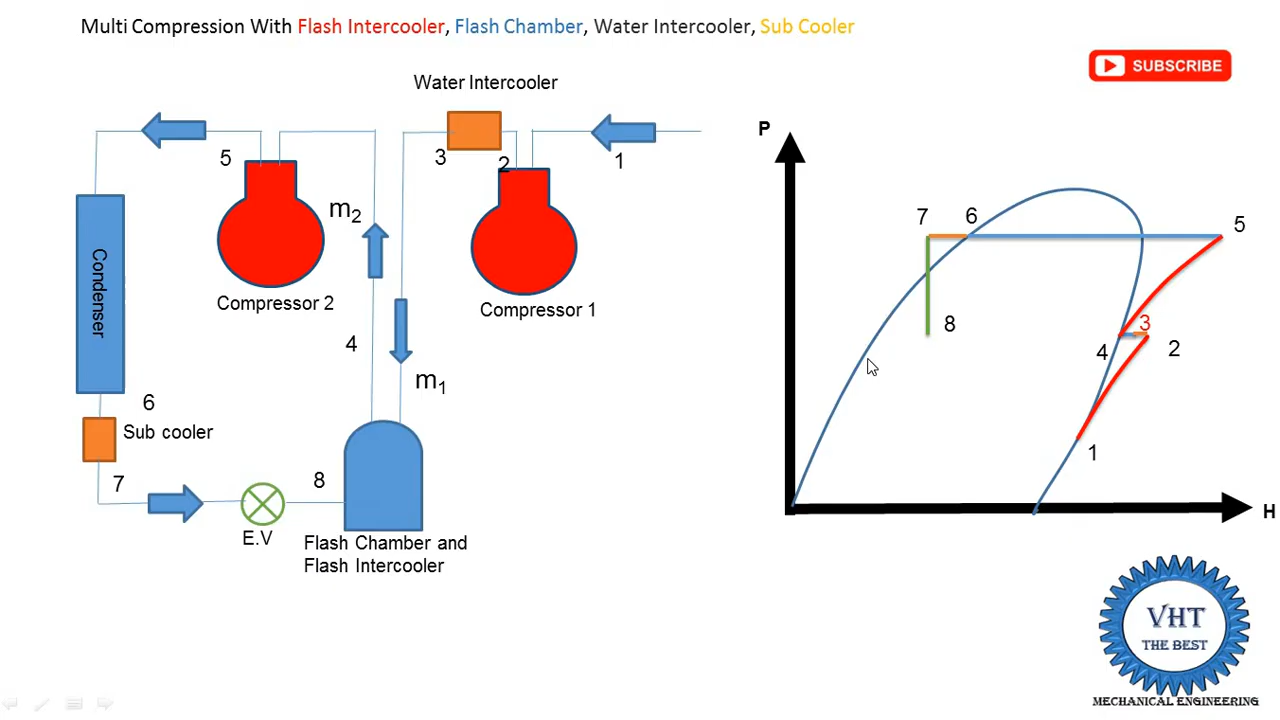 Multi Compression With Flash Intercooler, Flash Chamber, Water Intercooler, Sub Cooler
SUBSCRIBE
Water Intercooler
5
3
2
1
m2
Compressor 2
Compressor 1
Condenser
4
m1
6
Sub cooler
7
8
E.V
Flash Chamber and
Flash Intercooler
P
7
6
5
8
3
4
2
1
H
VHT
THE BEST
MECHANICAL ENGINEERING